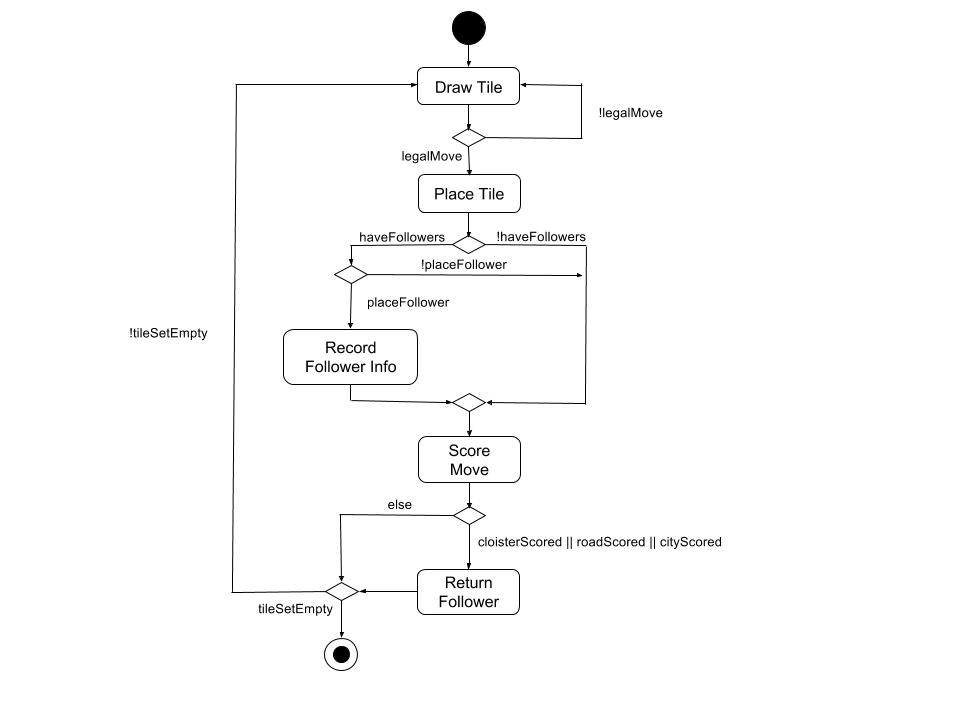 Draw Tile
!legalMove
legalMove
Place Tile
haveFollowers
!haveFollowers
!placeFollower
placeFollower
!tileSetEmpty
Record
Follower Info
Score
Move
else
cloisterScored || roadScored || cityScored
Return
Follower
tileSetEmpty